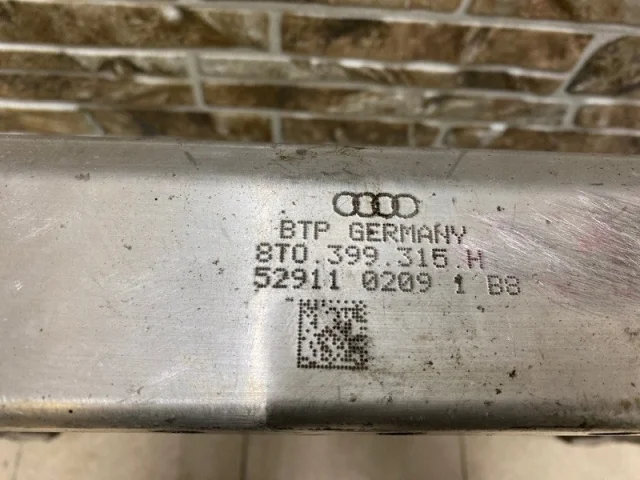 BTP GERMANY
8T0.399.315.H
52911 0209 1 B8